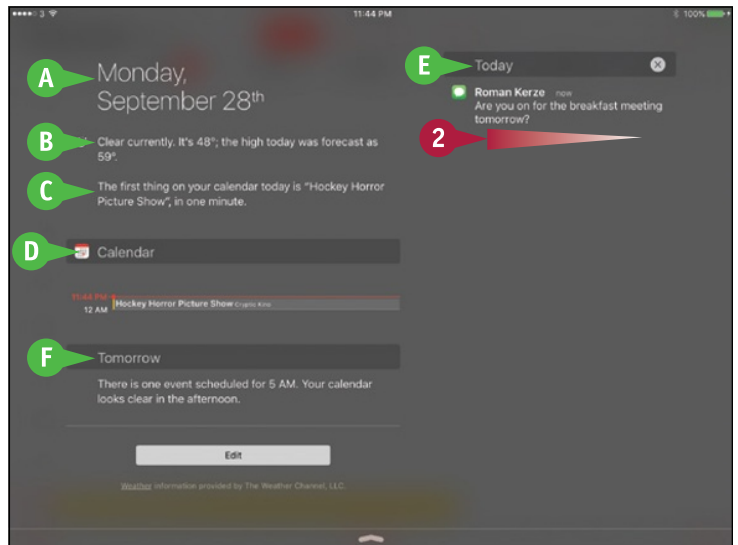 3
11:44 PM
100%
A
Monday,
September 28th
B
Clear currently. It's 48°; the high today was forecast as
59°.
C
The first thing on your calendar today is "Hockey Horror
Picture Show", in one minute.
D
Calendar
11:44 PM
12 AM
Hockey Horror Picture Show Cryptic Kino
F
Tomorrow
There is one event scheduled for 5 AM. Your calendar
looks clear in the afternoon.
Edit
Weather information provided by The Weather Channel, LLC.
E
Today
Roman Kerze now
Are you on for the breakfast meeting
tomorrow?
2